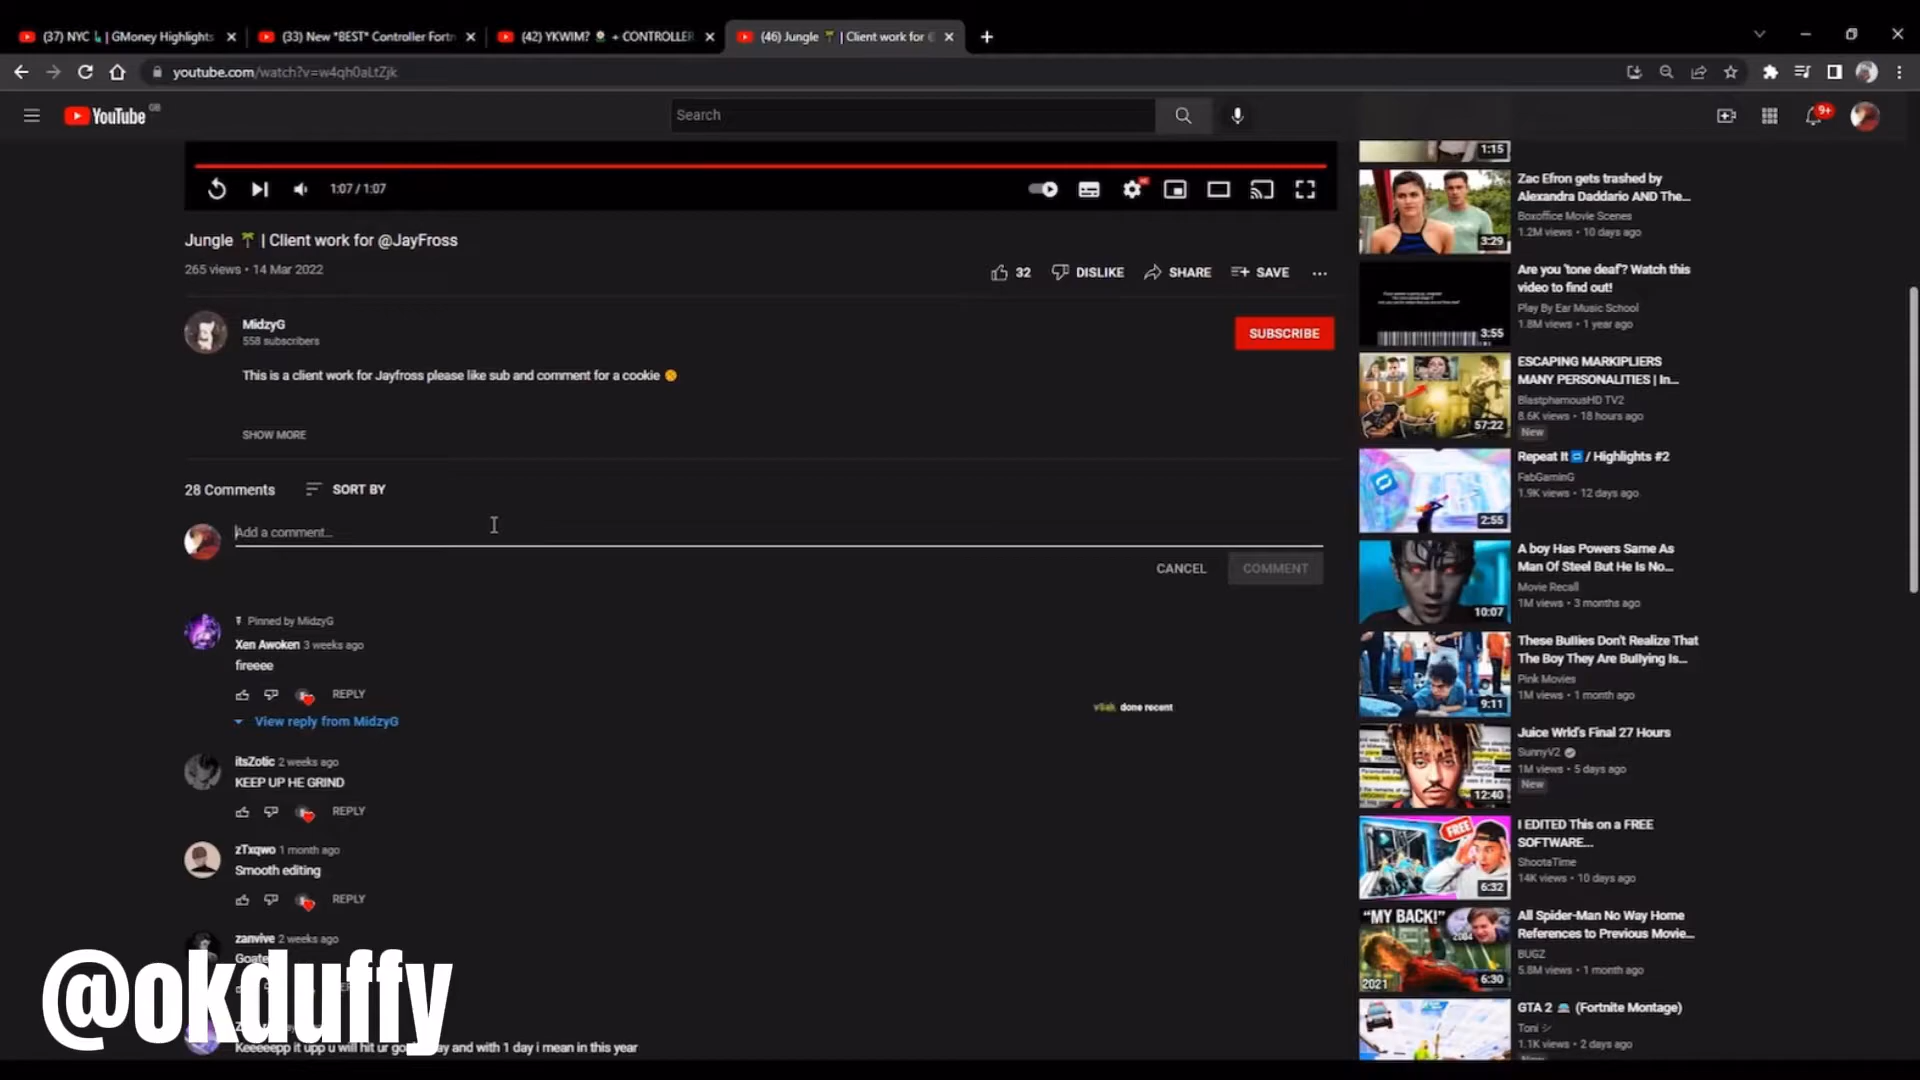 (37) NYC 🗽 | GMoney Highlights
(33) New *BEST* Controller Fortn
(42) YKWIM? + CONTROLLER
(46) Jungle 🌴 | Client work for
youtube.com/watch?v=w4qh0aLtZjk
YouTube GB
Search
9+
1:07 / 1:07
Jungle 🌴 | Client work for @JayFross
265 views • 14 Mar 2022
32 DISLIKE SHARE SAVE ...
MidzyG
558 subscribers
SUBSCRIBE
This is a client work for Jayfross please like sub and comment for a cookie 🍪
SHOW MORE
28 Comments SORT BY
Add a comment...
CANCEL COMMENT
Pinned by MidzyG
Xen Awoken 3 weeks ago
fireeee
REPLY
View reply from MidzyG
itsZotic 2 weeks ago
KEEP UP HE GRIND
REPLY
zTxqwo 1 month ago
Smooth editing
REPLY
zanvive 2 weeks ago
Keeeeepp it upp u will hit ur and with 1 day i mean in this year
done recent
@okduffy
1:15
Zac Efron gets trashed by
Alexandra Daddario AND The...
Boxoffice Movie Scenes
1.2M views • 10 days ago
3:29
Are you 'tone deaf'? Watch this
video to find out!
Play By Ear Music School
1.8M views • 1 year ago
3:55
ESCAPING MARKIPLIERS
MANY PERSONALITIES | In...
BlastphamousHD TV2
8.6K views • 18 hours ago
New
57:22
Repeat It🔁 / Highlights #2
FabGaminG
1.9K views • 12 days ago
2:55
A boy Has Powers Same As
Man Of Steel But He Is No...
Movie Recall
1M views • 3 months ago
10:07
These Bullies Don't Realize That
The Boy They Are Bullying Is...
Pink Movies
1M views • 1 month ago
9:11
Juice Wrld's Final 27 Hours
SunnyV2
1M views • 5 days ago
New
12:40
I EDITED This on a FREE
SOFTWARE...
ShootaTime
14K views • 10 days ago
FREE
6:32
All Spider-Man No Way Home
References to Previous Movie...
BUGZ
5.8M views • 1 month ago
"MY BACK!"
2004
2021
6:30
GTA 2 🚔 (Fortnite Montage)
Toni シ
1.1K views • 2 days ago